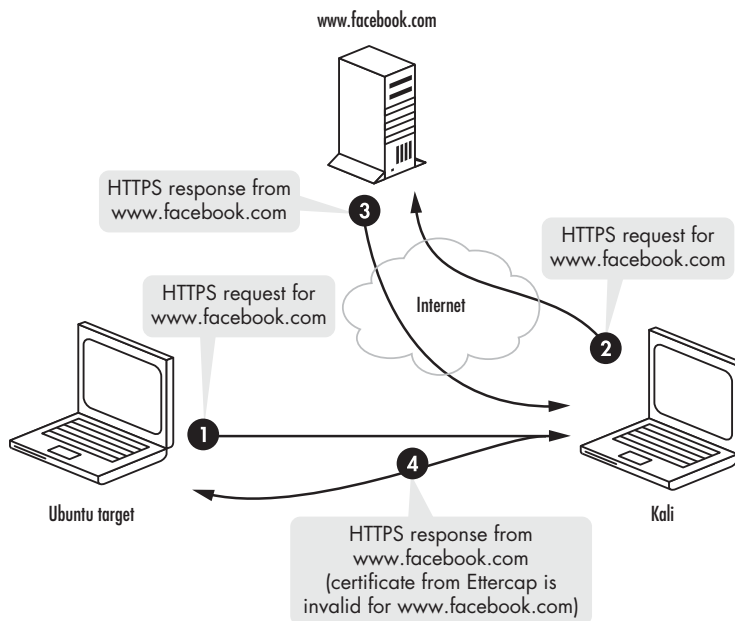 www.facebook.com
HTTPS response from
www.facebook.com
3
HTTPS request for
www.facebook.com
HTTPS request for
www.facebook.com
Internet
2
1
4
Ubuntu target
Kali
HTTPS response from
www.facebook.com
(certificate from Ettercap is
invalid for www.facebook.com)